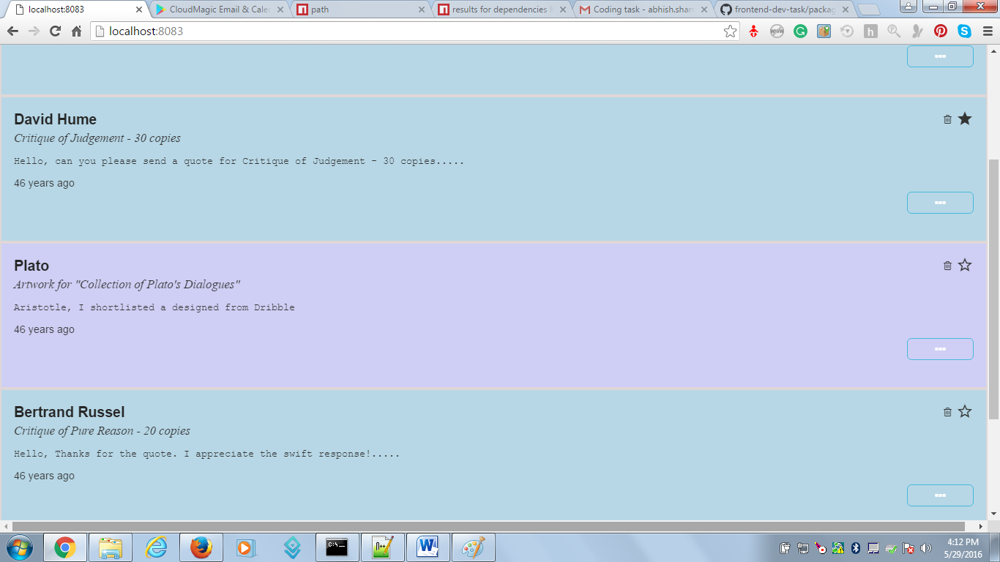 localhost:8083
CloudMagic Email & Cale
path
results for dependencies
Coding task - abhish.shar
frontend-dev-task/packag
localhost:8083
David Hume
Critique of Judgement - 30 copies
Hello, can you please send a quote for Critique of Judgement - 30 copies.....
46 years ago
Plato
Artwork for "Collection of Plato's Dialogues"
Aristotle, I shortlisted a designed from Dribble
46 years ago
Bertrand Russel
Critique of Pure Reason - 20 copies
Hello, Thanks for the quote. I appreciate the swift response!.....
46 years ago
4:12 PM
5/29/2016